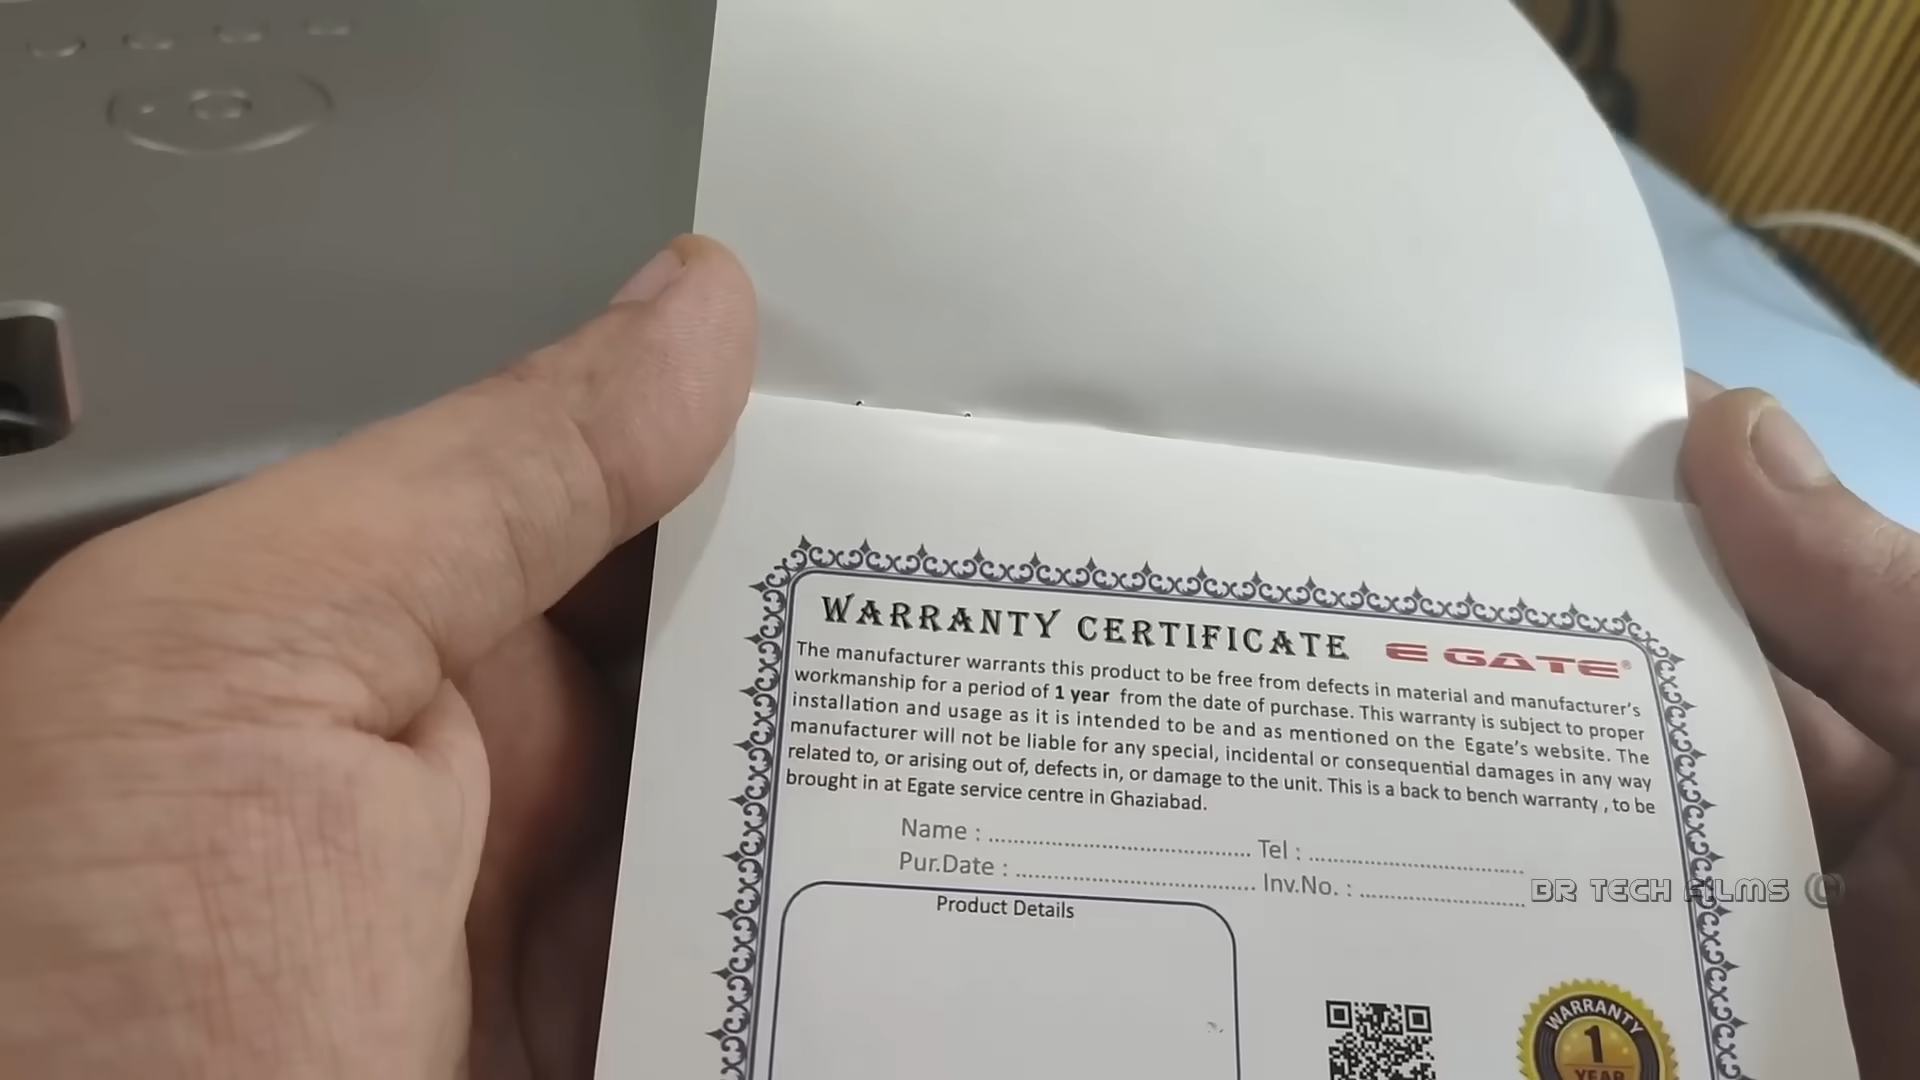 WARRANTY CERTIFICATE E GATE®
The manufacturer warrants this product to be free from defects in material and manufacturer's
workmanship for a period of 1 year from the date of purchase. This warranty is subject to proper
installation and usage as it is intended to be and as mentioned on the Egate's website. The
manufacturer will not be liable for any special, incidental or consequential damages in any way
related to, or arising out of, defects in, or damage to the unit. This is a back to bench warranty , to be
brought in at Egate service centre in Ghaziabad.
Name : ........................................ Tel : ................................
Pur.Date : ..................................... Inv.No. : .........................
BR TECH FILMS ©
Product Details
WARRANTY
1
YEAR